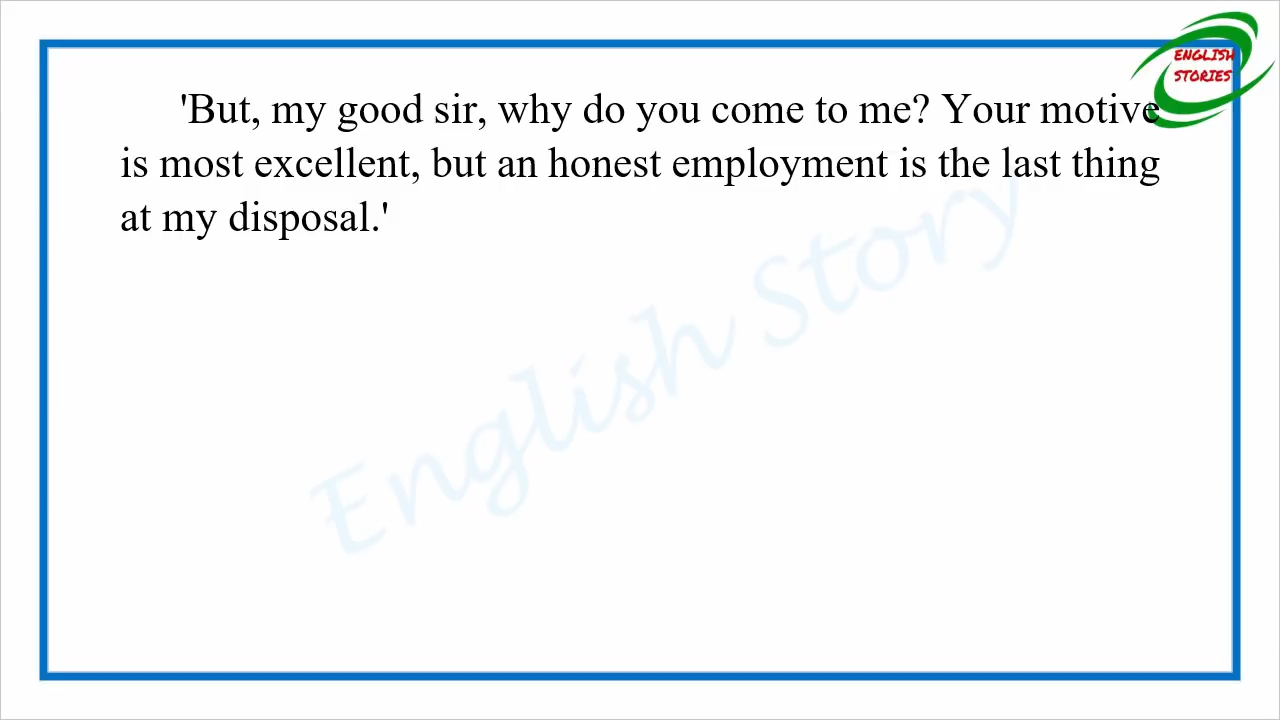 ENGLISH
STORIES
'But, my good sir, why do you come to me? Your motive
is most excellent, but an honest employment is the last thing
at my disposal.'
English Story